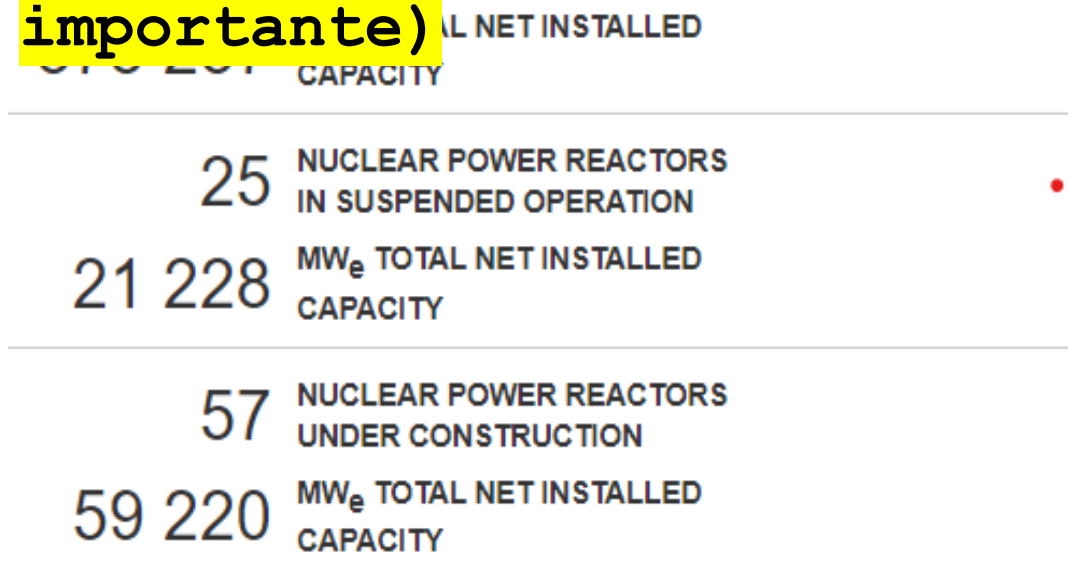 importante)
AL NET INSTALLED
CAPACITY
25 NUCLEAR POWER REACTORS
IN SUSPENDED OPERATION
21 228 MWe TOTAL NET INSTALLED
CAPACITY
57 NUCLEAR POWER REACTORS
UNDER CONSTRUCTION
59 220 MWe TOTAL NET INSTALLED
CAPACITY